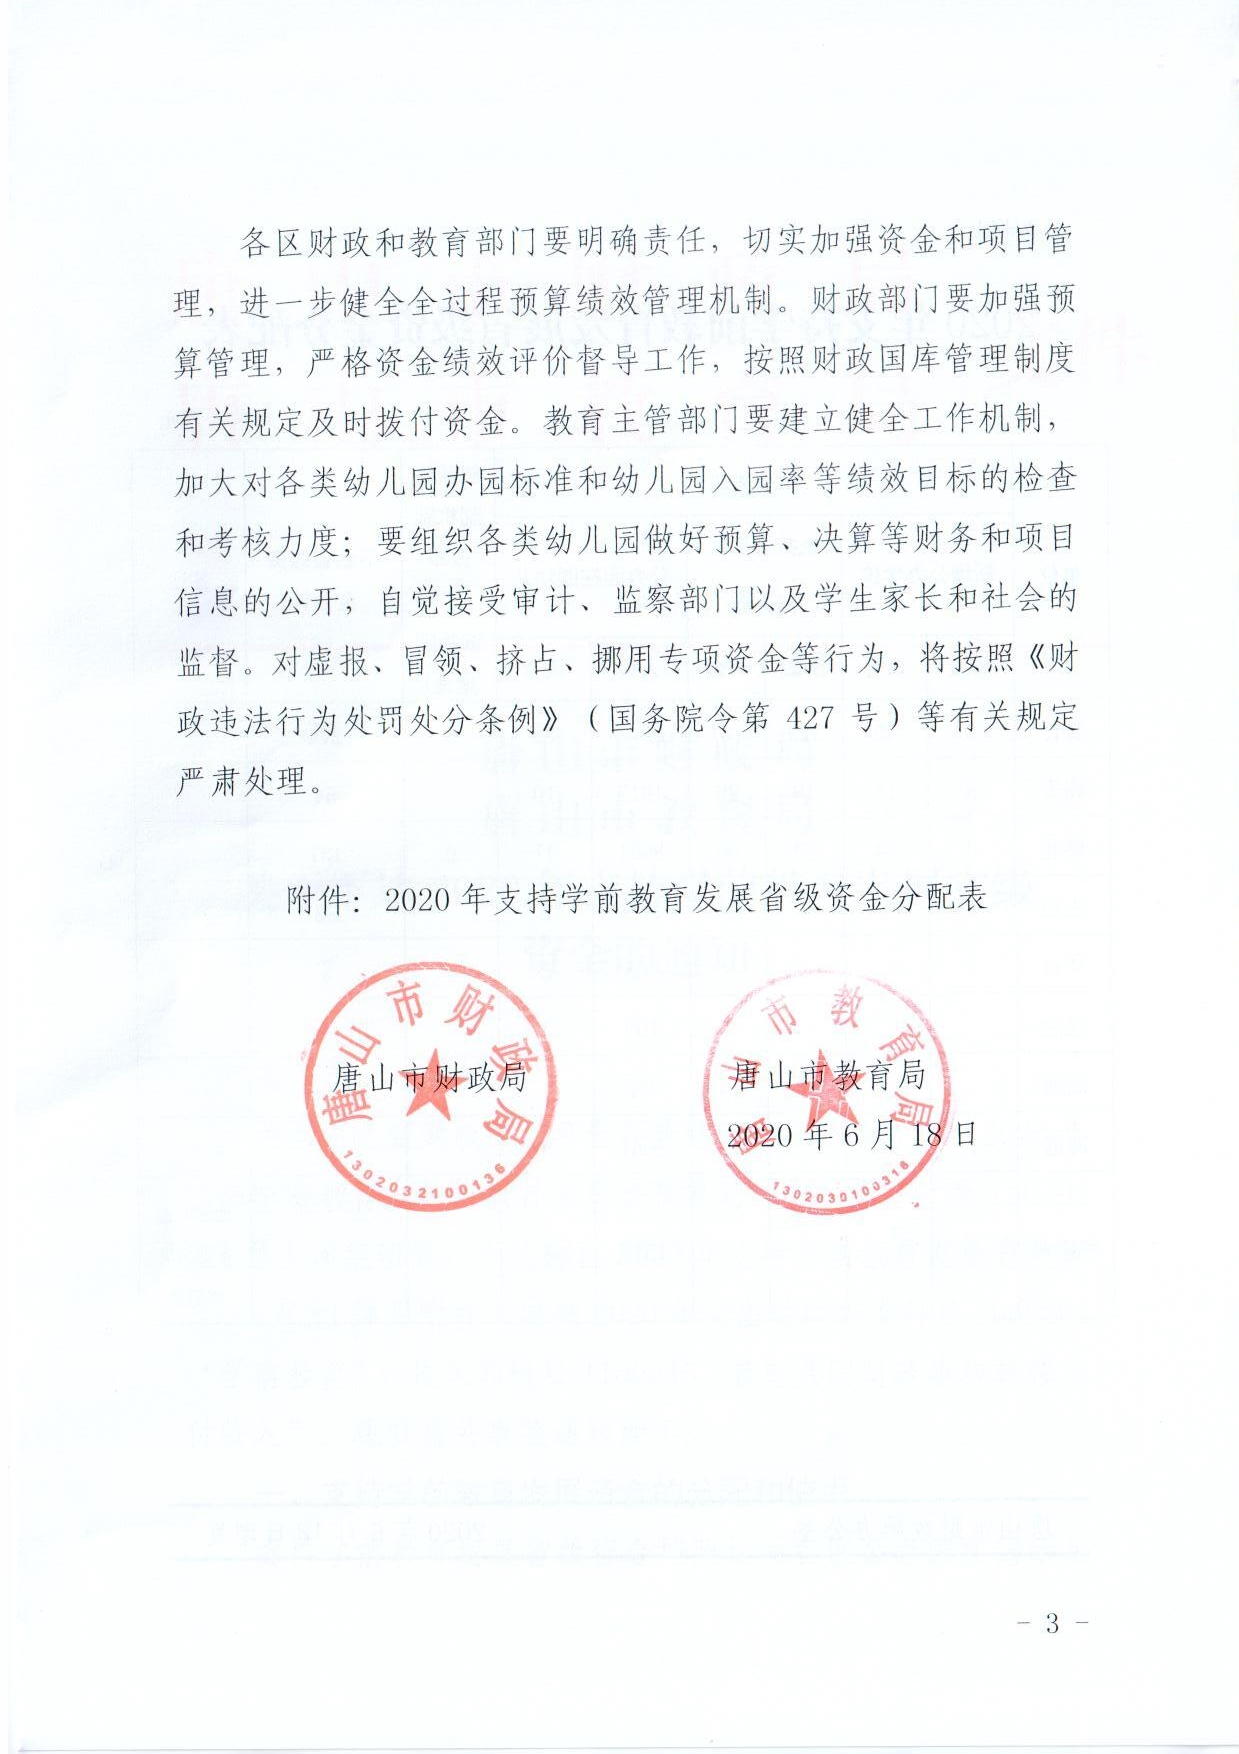 各区财政和教育部门要明确责任，切实加强资金和项目管
理，进一步健全全过程预算绩效管理机制。财政部门要加强预
算管理，严格资金绩效评价督导工作，按照财政国库管理制度
有关规定及时拨付资金。教育主管部门要建立健全工作机制，
加大对各类幼儿园办园标准和幼儿园入园率等绩效目标的检查
和考核力度；要组织各类幼儿园做好预算、决算等财务和项目
信息的公开，自觉接受审计、监察部门以及学生家长和社会的
监督。对虚报、冒领、挤占、挪用专项资金等行为，将按照《财
政违法行为处罚处分条例》（国务院令第 427 号）等有关规定
严肃处理。
附件：2020 年支持学前教育发展省级资金分配表
唐山市财政局
唐山市财政局
1302032100136
唐山市教育局
唐山市教育局
2020 年 6 月 18 日
1302030100316
- 3 -